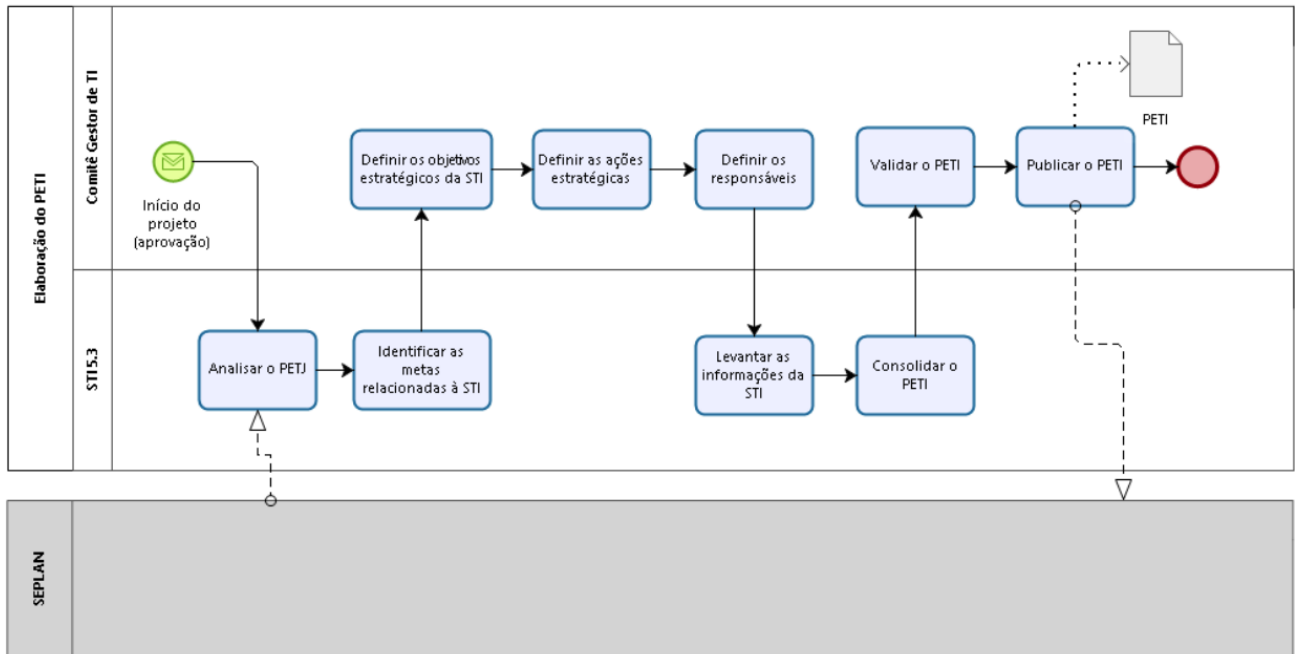 Elaboração do PETI
Comitê Gestor de TI
Início do
projeto
(aprovação)
Definir os objetivos
estratégicos da STI
Definir as ações
estratégicas
Definir os
responsáveis
Validar o PETI
Publicar o PETI
PETI
STI5.3
Analisar o PETJ
Identificar as
metas
relacionadas à STI
Levantar as
informações da
STI
Consolidar o
PETI
SEPLAN